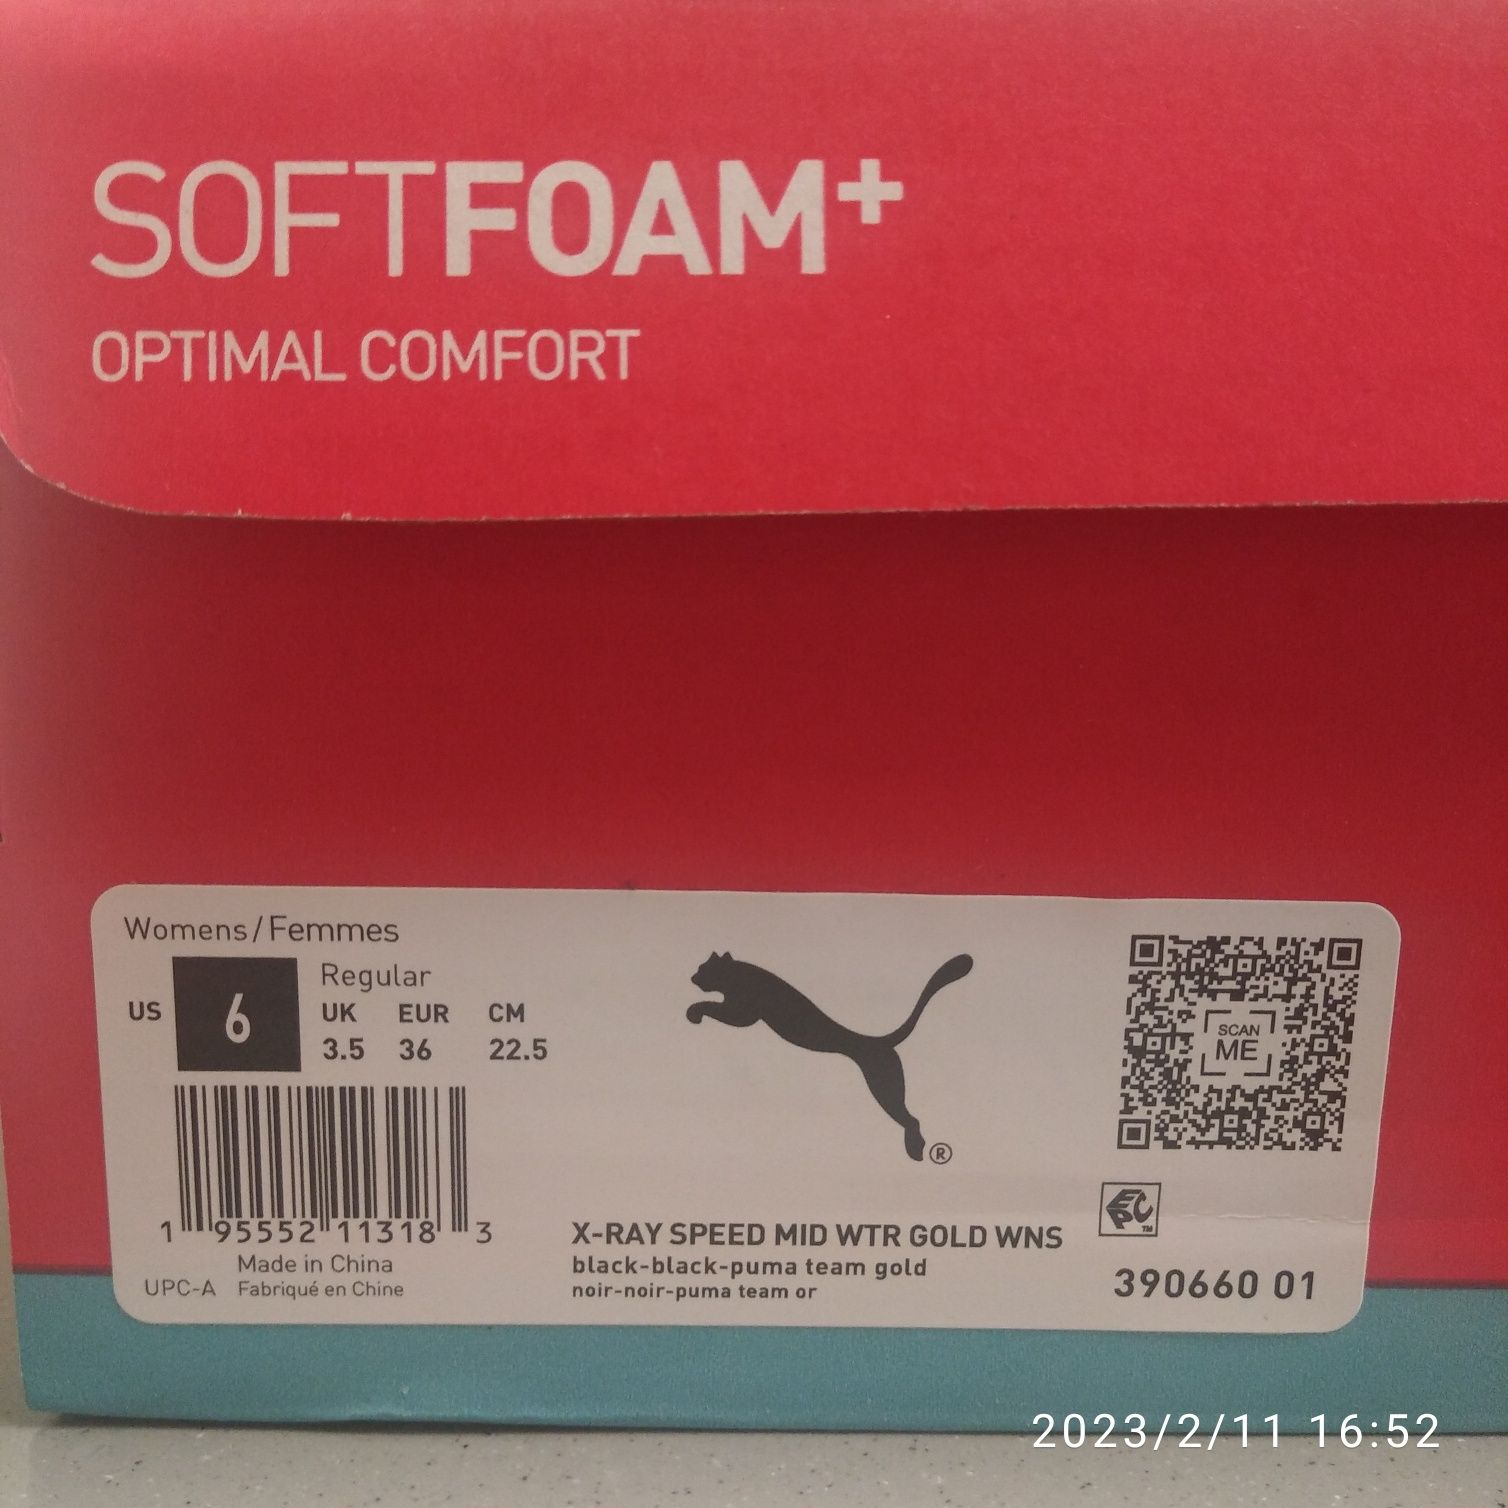 SOFTFOAM+
OPTIMAL COMFORT
Womens/Femmes
US 6
Regular
UK EUR CM
3.5 36 22.5
1 95552 11318 3
Made in China
UPC-A Fabriqué en Chine
®
X-RAY SPEED MID WTR GOLD WNS
black-black-puma team gold
noir-noir-puma team or
SCAN
ME
EPC™
390660 01
2023/2/11 16:52